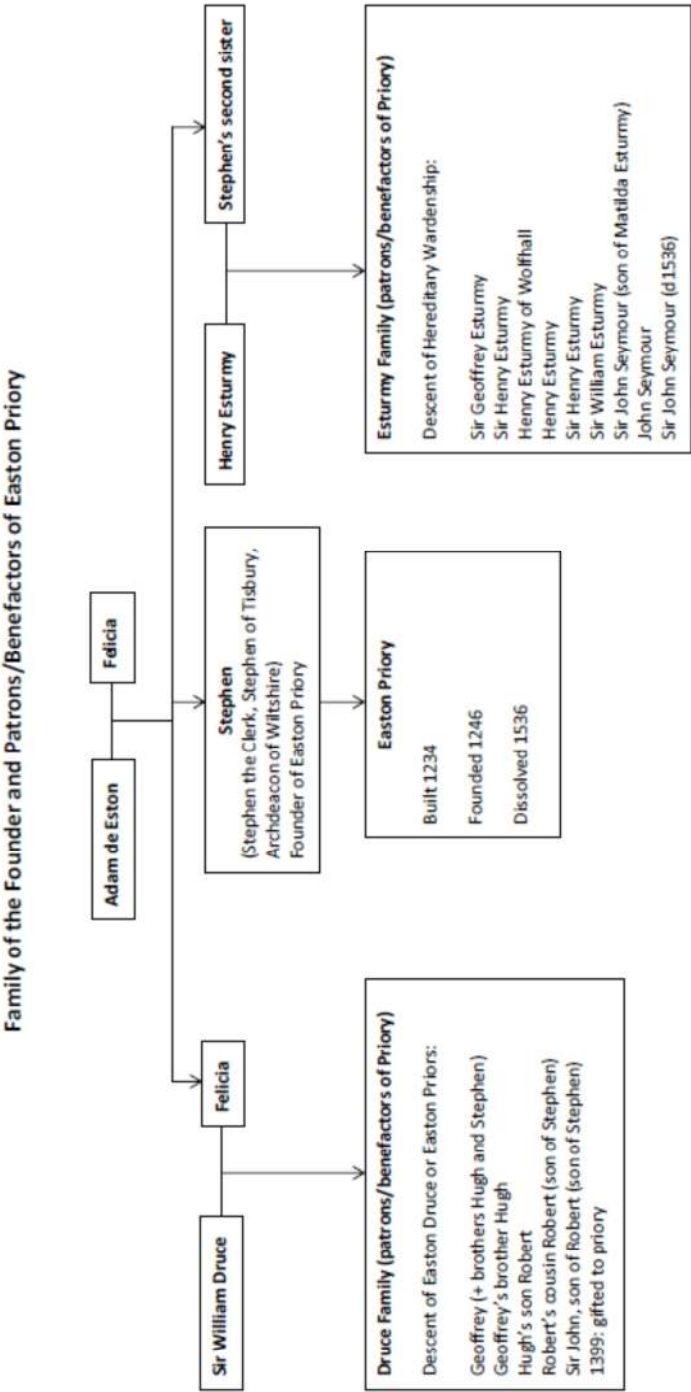 Family of the Founder and Patrons/Benefactors of Easton Priory
Adam de Eston
Felicia
Sir William Druce
Felicia
Stephen
(Stephen the Clerk, Stephen of Tisbury,
Archdeacon of Wiltshire)
Founder of Easton Priory
Henry Esturmy
Stephen's second sister
Druce Family (patrons/benefactors of Priory)
Descent of Easton Druce or Easton Priors:
Geoffrey (+ brothers Hugh and Stephen)
Geoffrey's brother Hugh
Hugh's son Robert
Robert's cousin Robert (son of Stephen)
Sir John, son of Robert (son of Stephen)
1399: gifted to priory
Easton Priory
Built 1234
Founded 1246
Dissolved 1536
Esturmy Family (patrons/benefactors of Priory)
Descent of Hereditary Wardenship:
Sir Geoffrey Esturmy
Sir Henry Esturmy
Henry Esturmy of Wolfhall
Henry Esturmy
Sir Henry Esturmy
Sir William Esturmy
Sir John Seymour (son of Matilda Esturmy)
John Seymour
Sir John Seymour (d1536)